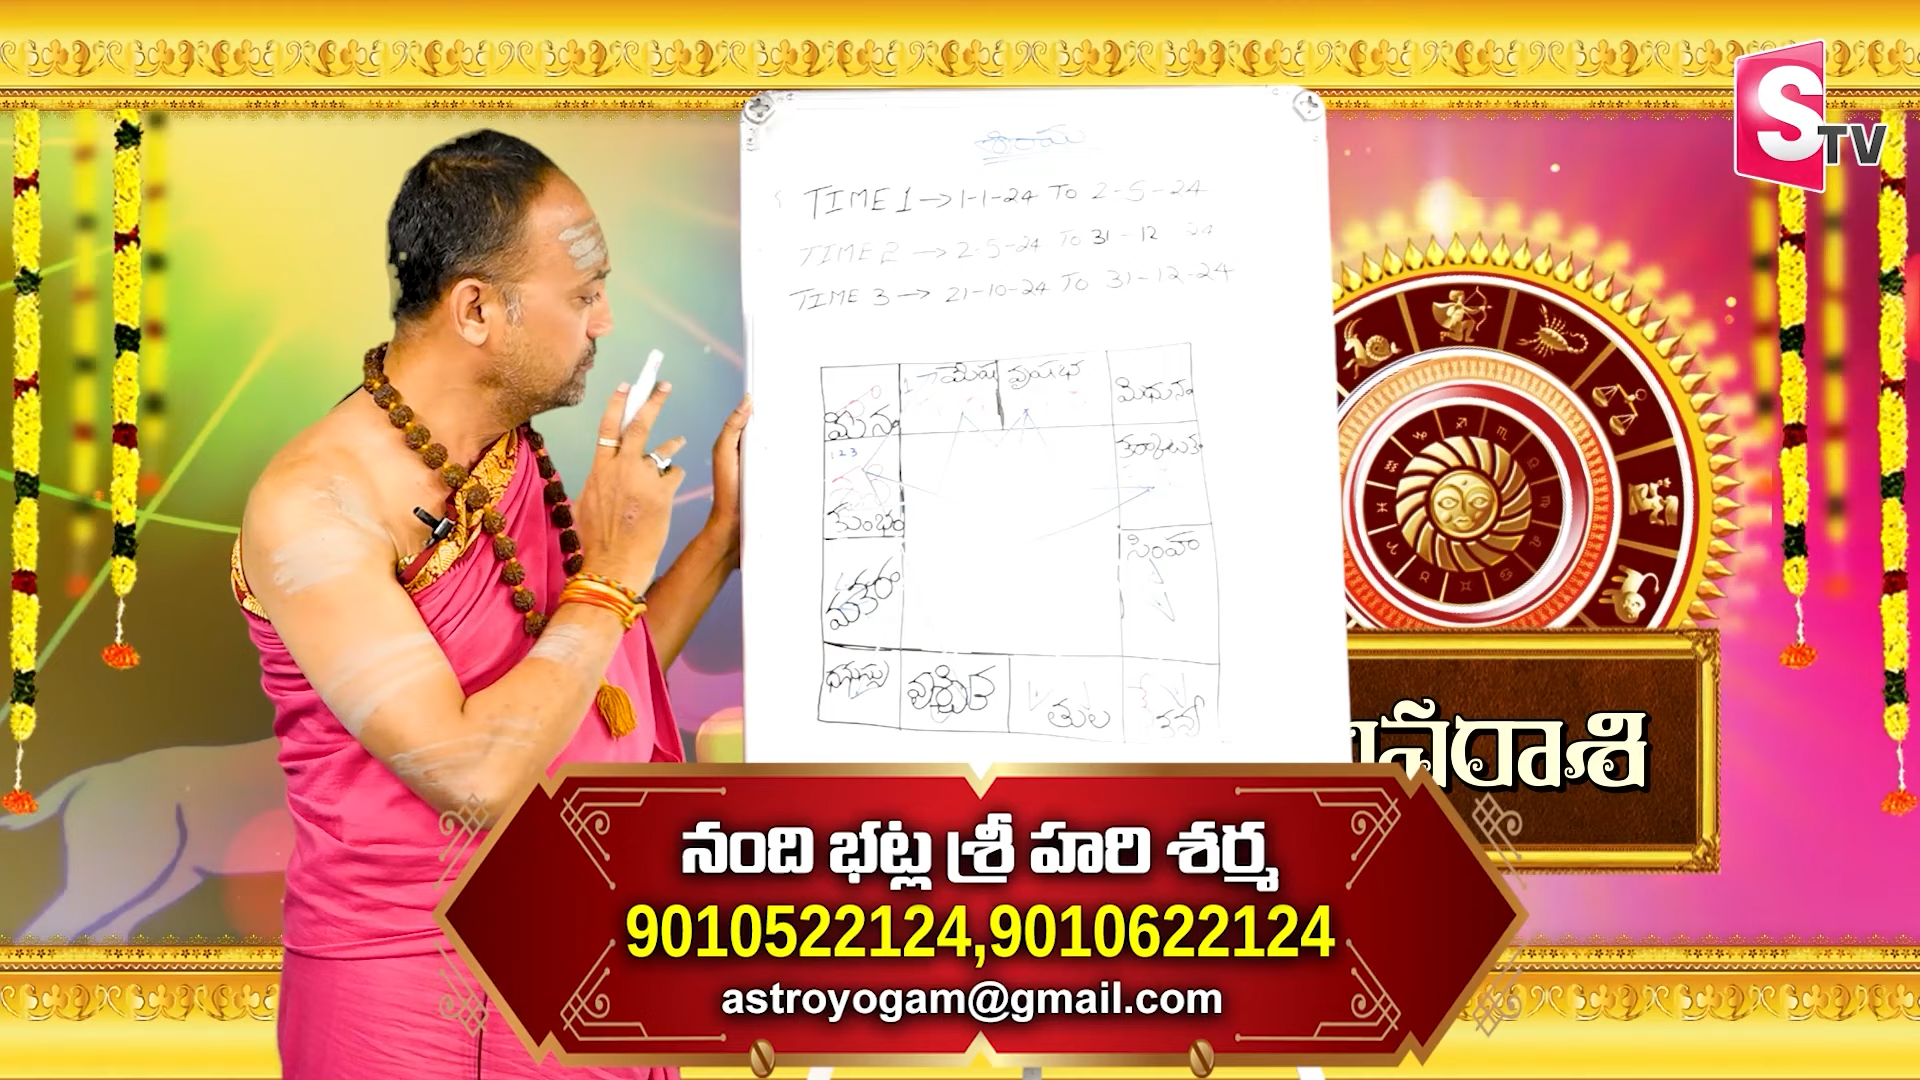 STV
శ్రీరామ
TIME 1 → 1-1-24 TO 2-5-24
TIME 2 → 2-5-24 TO 31-12 24
TIME 3 → 21-10-24 TO 31-12-24
మేష వృషభ
మిథునం
మీనం
123
కర్కాటకం
కుంభం
సింహం
మకరం
ధనుస్సు
వృశ్చిక
తుల
కన్యా
నరాశి
నంది భట్ల శ్రీ హరి శర్మ
9010522124,9010622124
astroyogam@gmail.com